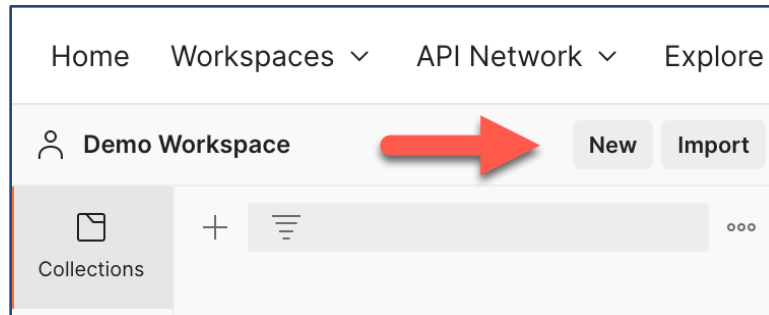 Home Workspaces API Network Explore
Demo Workspace New Import
Collections